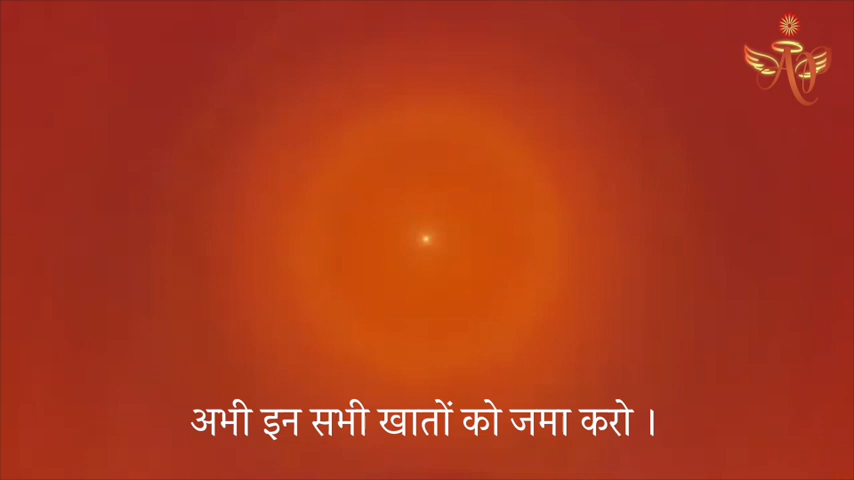 अभी इन सभी खातों को जमा करो ।